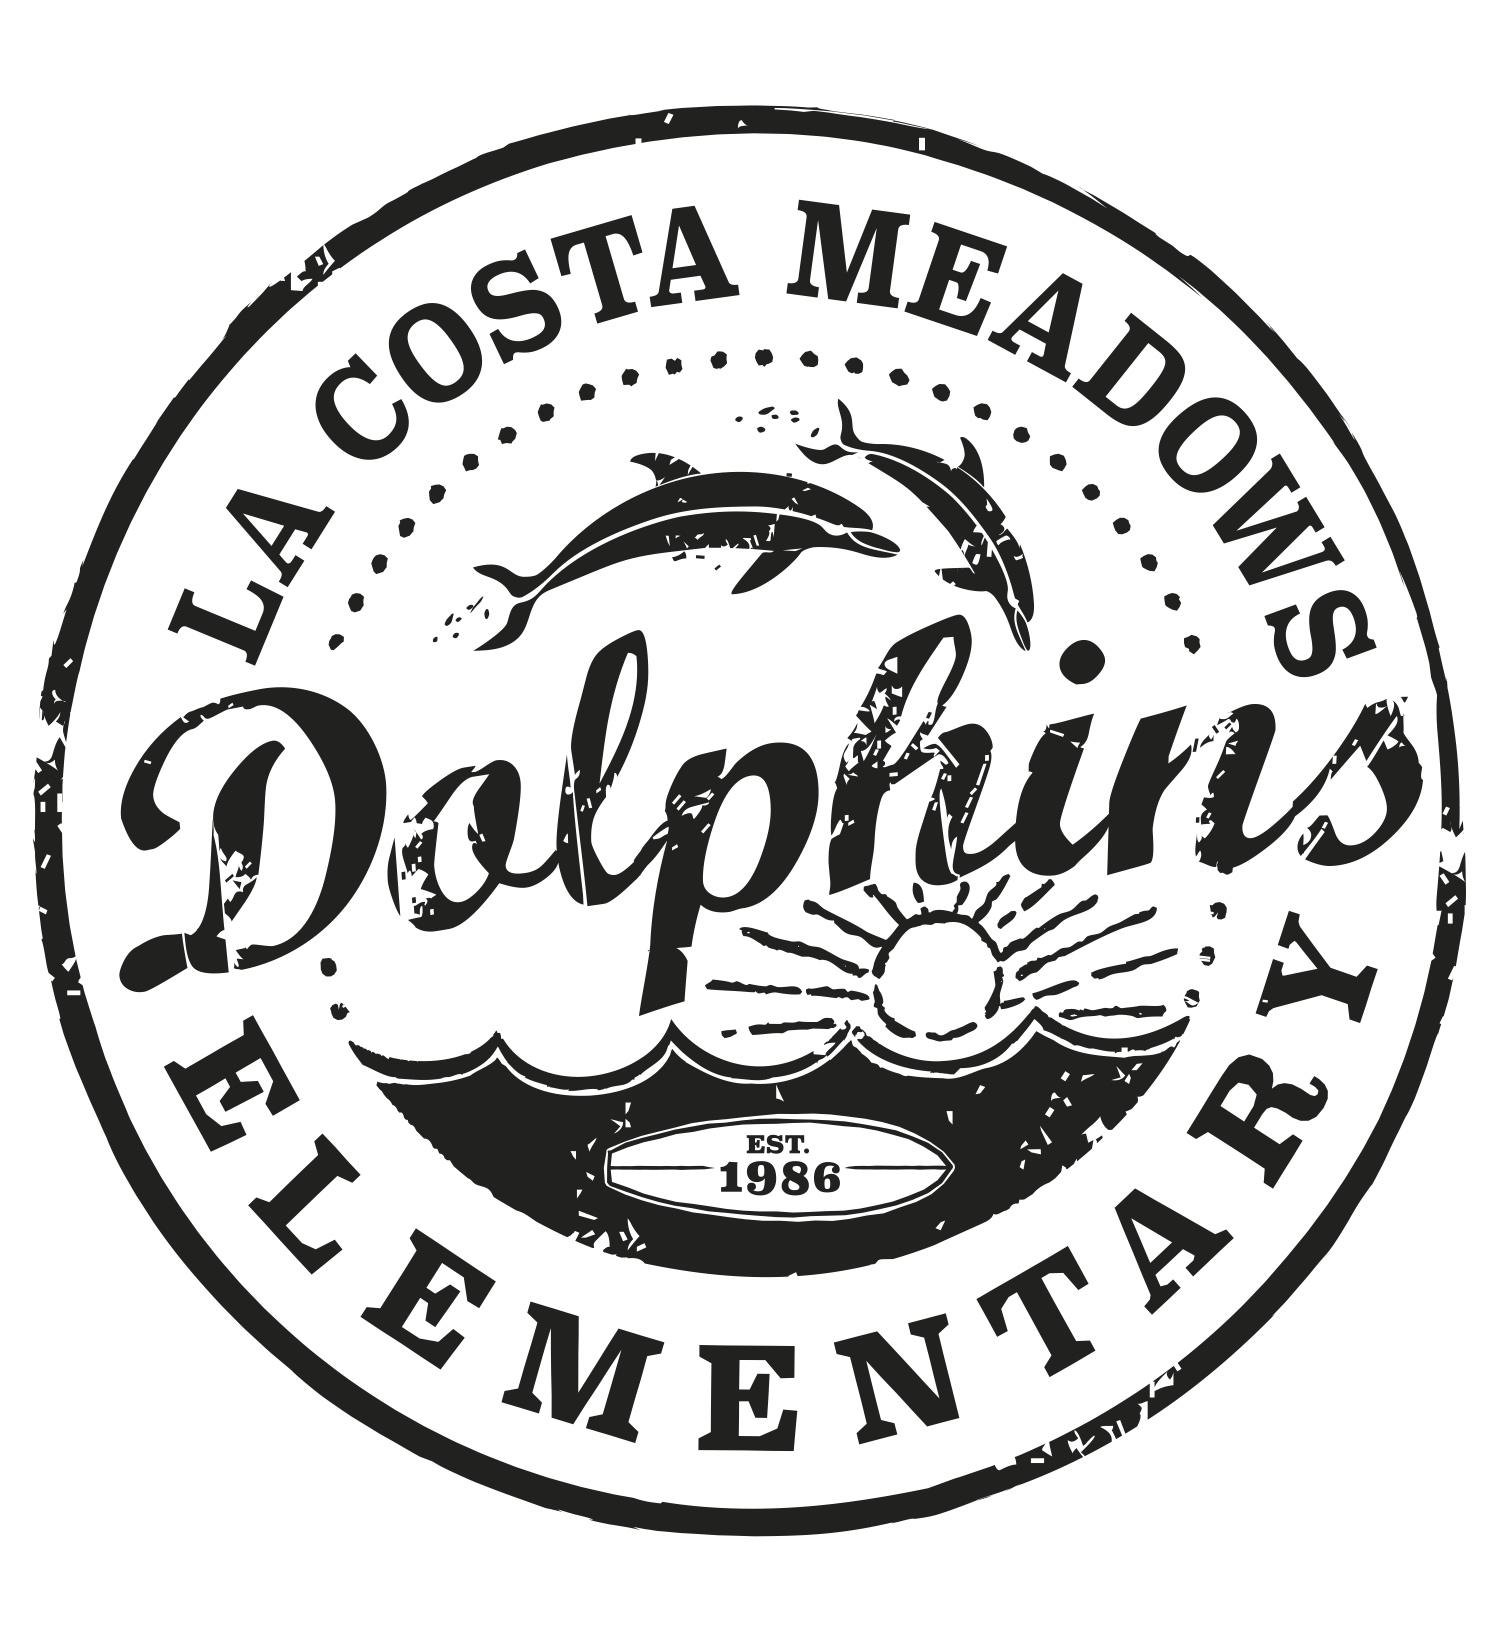 LA COSTA MEADOWS
Dolphins
EST.
1986
ELEMENTARY